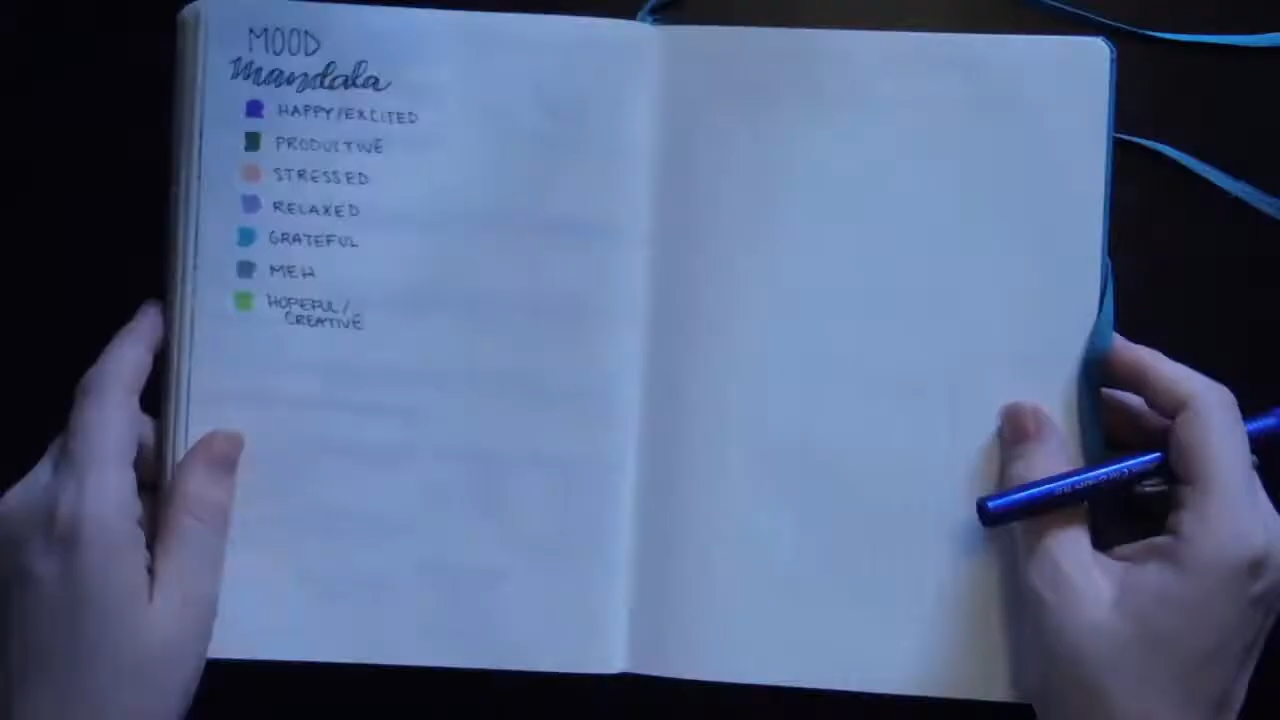 MOOD
mandala
HAPPY/EXCITED
PRODUCTIVE
STRESSED
RELAXED
GRATEFUL
MEH
HOPEFUL/
CREATIVE